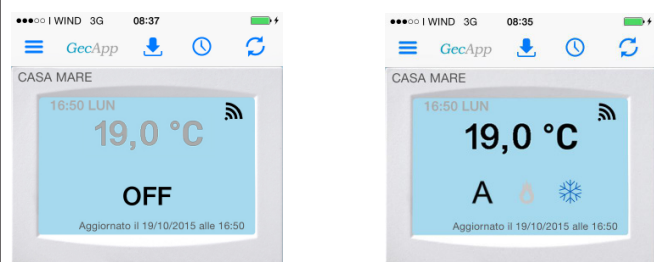 I WIND 3G 08:37
GecApp
CASA MARE
16:50 LUN
19,0 °C
OFF
Aggiornato il 19/10/2015 alle 16:50
I WIND 3G 08:35
GecApp
CASA MARE
16:50 LUN
19,0 °C
A
Aggiornato il 19/10/2015 alle 16:50